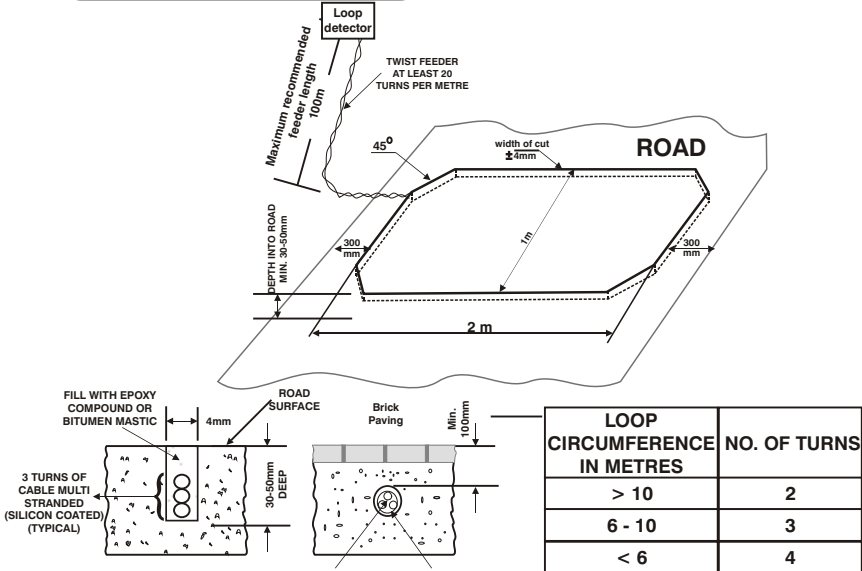 Loop
detector
Maximum recommended
feeder length
100m
TWIST FEEDER
AT LEAST 20
TURNS PER METRE
45°
width of cut
±4mm
ROAD
1m
300
mm
300
mm
DEPTH INTO ROAD
MIN. 30-50mm
2 m
FILL WITH EPOXY
COMPOUND OR
BITUMEN MASTIC
4mm
ROAD
SURFACE
3 TURNS OF
CABLE MULTI
STRANDED
(SILICON COATED)
(TYPICAL)
30-50mm
DEEP
Brick
Paving
Min.
100mm
LOOP
CIRCUMFERENCE
IN METRES
NO. OF TURNS
> 10
2
6 - 10
3
< 6
4